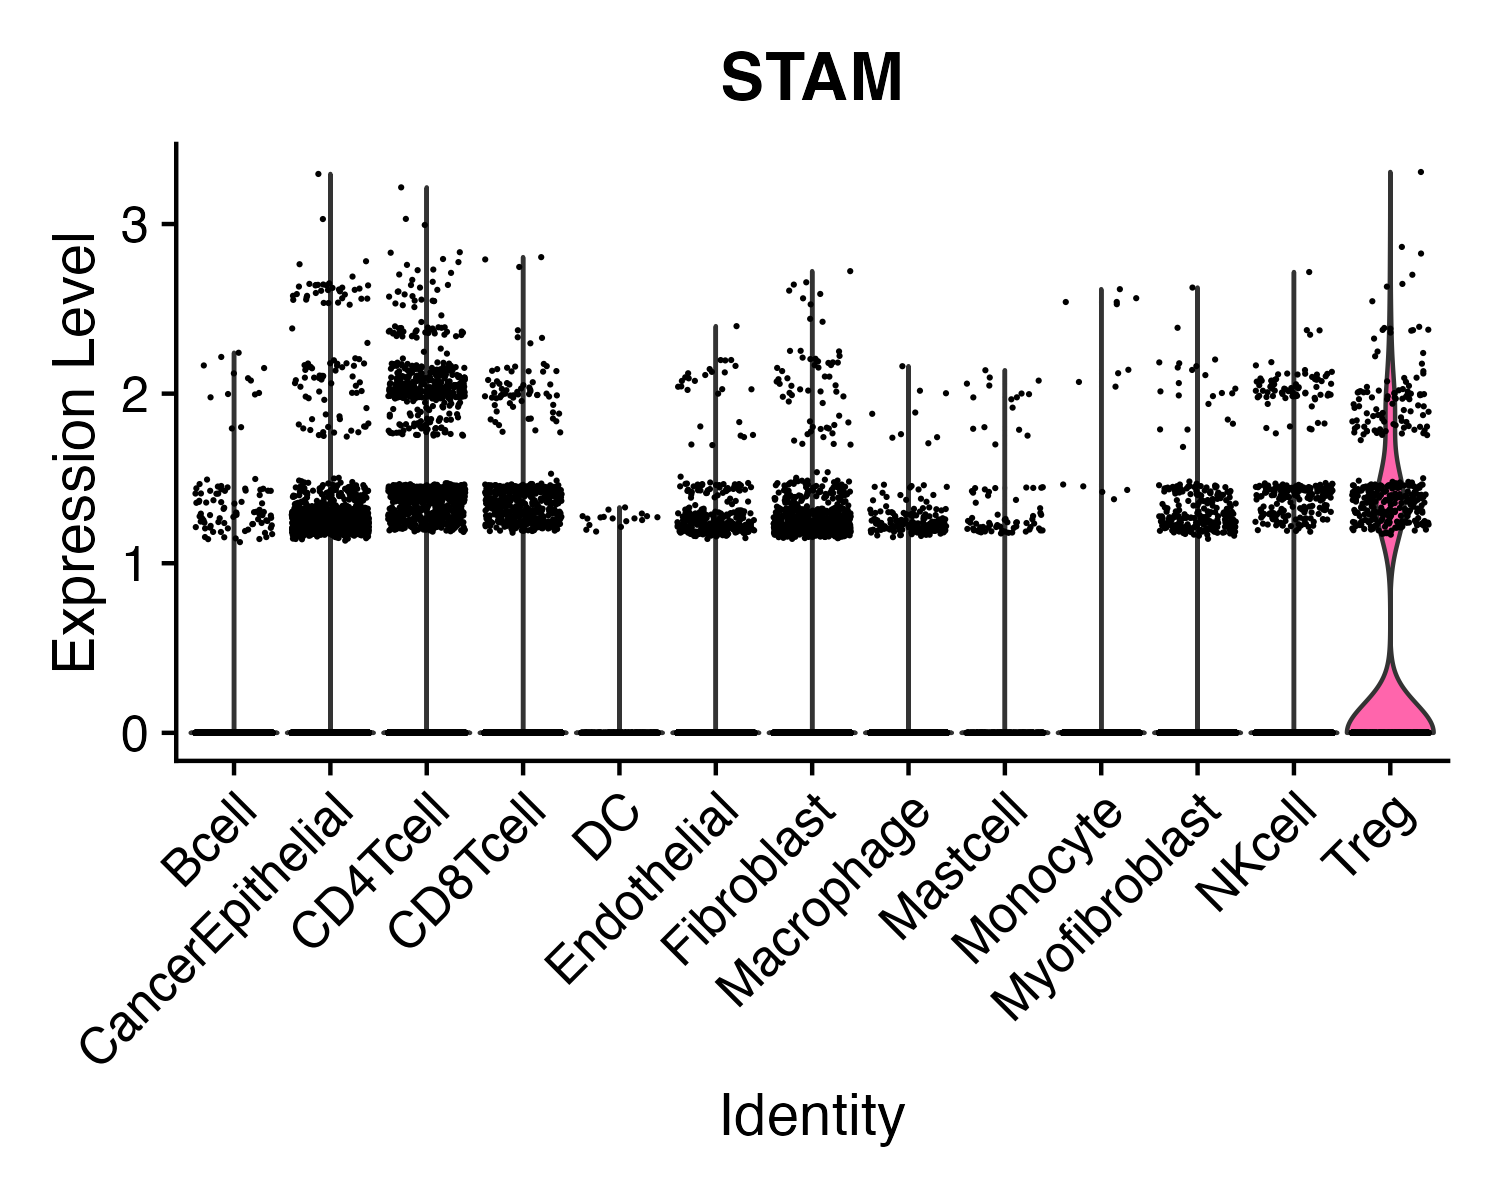 STAM
Expression Level
3
2
1
0
Bcell
CancerEpithelial
CD4Tcell
CD8Tcell
DC
Endothelial
Fibroblast
Macrophage
Mastcell
Monocyte
Myofibroblast
NKcell
Treg
Identity